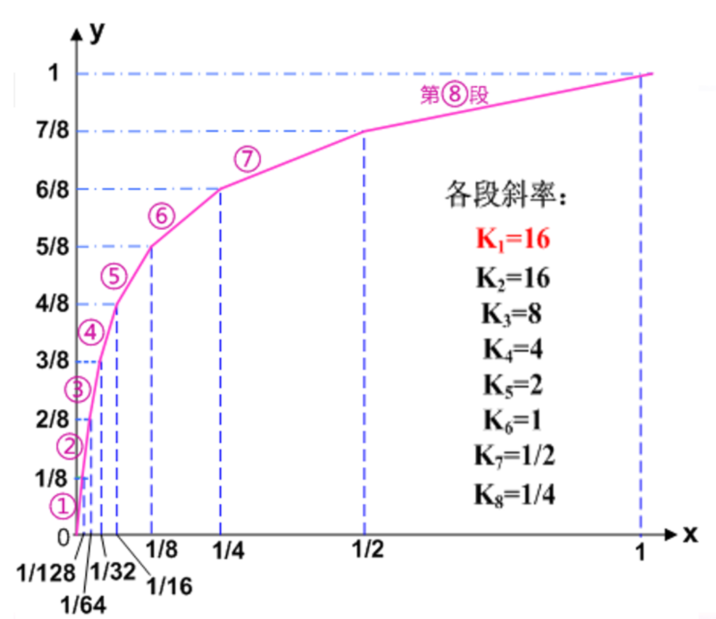 y
1
第⑧段
7/8
⑦
6/8
各段斜率：
⑥
5/8
K₁=16
⑤
K₂=16
4/8
K₃=8
④
K₄=4
3/8
③
K₅=2
2/8
K₆=1
②
K₇=1/2
1/8
K₈=1/4
①
0
x
1/8 1/4 1/2 1
1/128 1/32
1/16
1/64